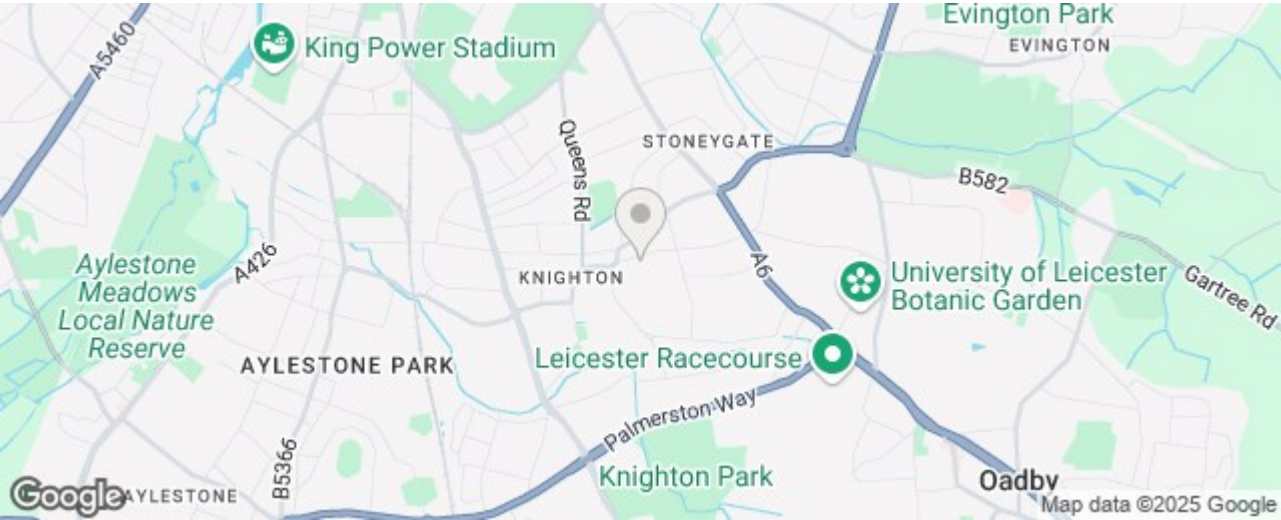 Evington Park
EVINGTON
A5460
King Power Stadium
Queens Rd
STONEYGATE
B582
Aylestone
Meadows
Local Nature
Reserve
A426
KNIGHTON
A6
University of Leicester
Botanic Garden
Gartree Rd
AYLESTONE PARK
Leicester Racecourse
Palmerston Way
B5366
Knighton Park
Oadby
Google
AYLESTONE
Map data ©2025 Google